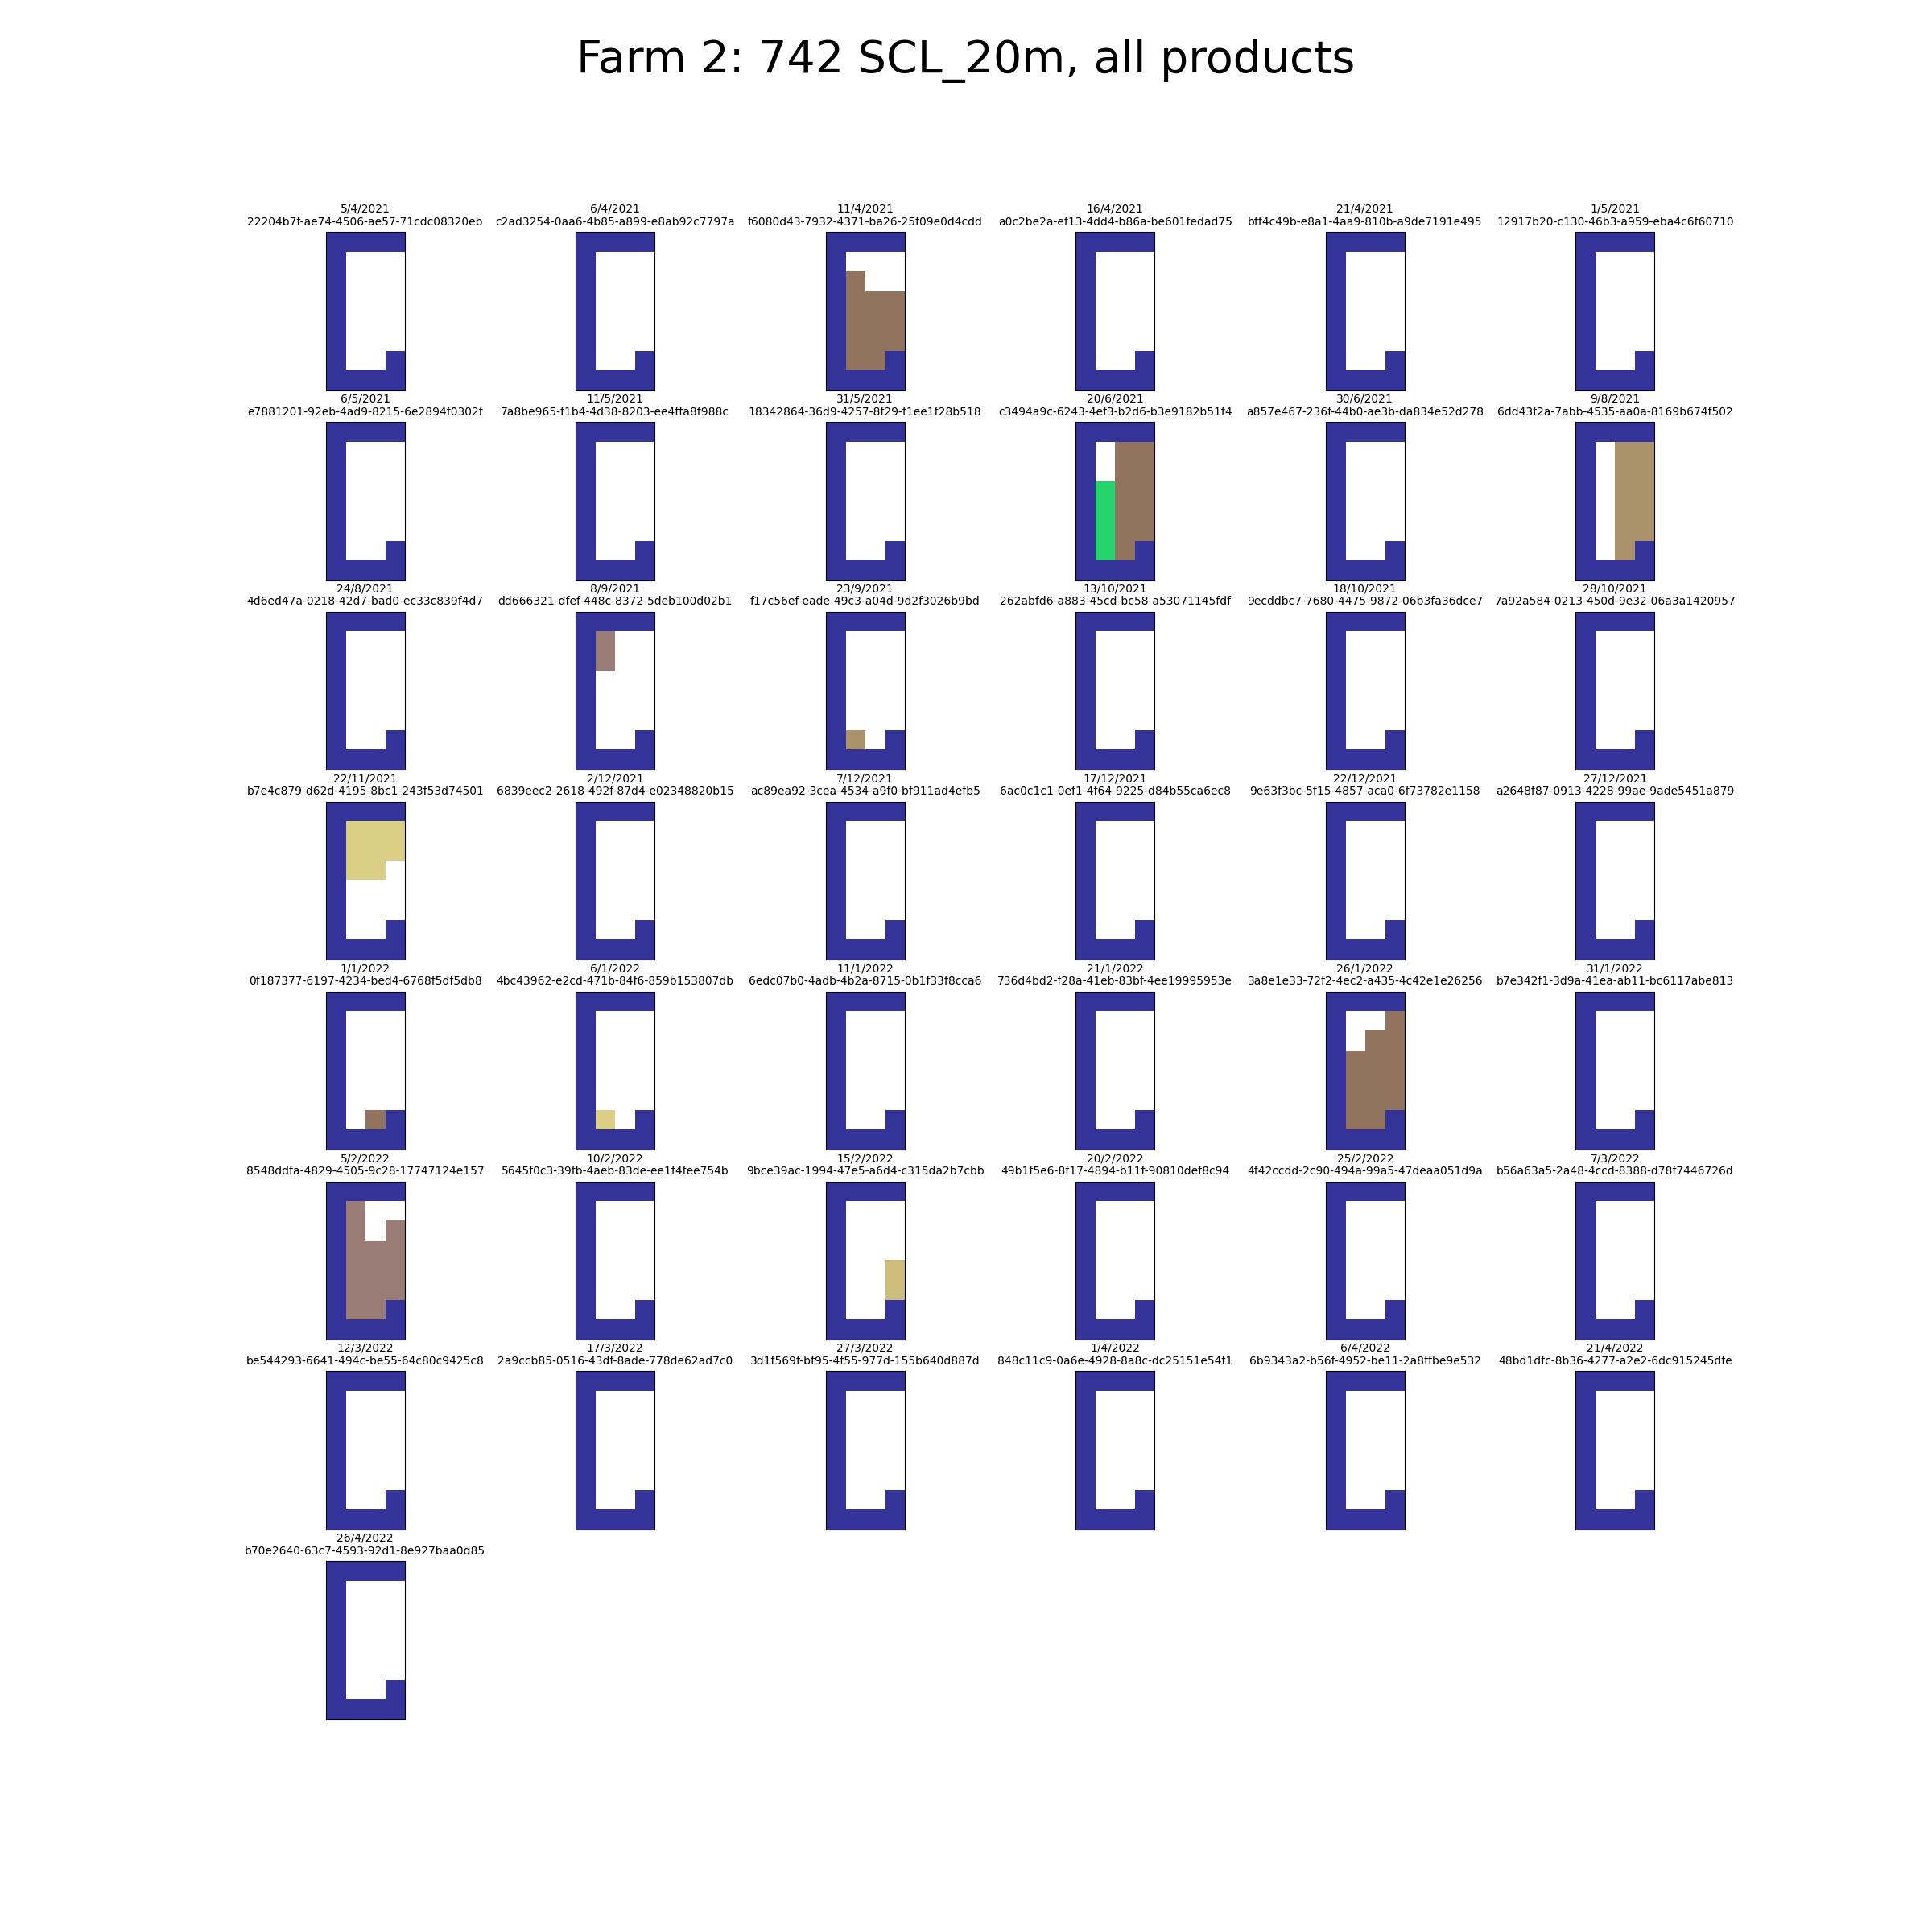 Farm 2: 742 SCL_20m, all products
5/4/2021
22204b7f-ae74-4506-ae57-71cdc08320eb
6/4/2021
c2ad3254-0aa6-4b85-a899-e8ab92c7797a
11/4/2021
f6080d43-7932-4371-ba26-25f09e0d4cdd
16/4/2021
a0c2be2a-ef13-4dd4-b86a-be601fedad75
21/4/2021
bff4c49b-e8a1-4aa9-810b-a9de7191e495
1/5/2021
12917b20-c130-46b3-a959-eba4c6f60710
6/5/2021
e7881201-92eb-4ad9-8215-6e2894f0302f
11/5/2021
7a8be965-f1b4-4d38-8203-ee4ffa8f988c
31/5/2021
18342864-36d9-4257-8f29-f1ee1f28b518
20/6/2021
c3494a9c-6243-4ef3-b2d6-b3e9182b51f4
30/6/2021
a857e467-236f-44b0-ae3b-da834e52d278
9/8/2021
6dd43f2a-7abb-4535-aa0a-8169b674f502
24/8/2021
4d6ed47a-0218-42d7-bad0-ec33c839f4d7
8/9/2021
dd666321-dfef-448c-8372-5deb100d02b1
23/9/2021
f17c56ef-eade-49c3-a04d-9d2f3026b9bd
13/10/2021
262abfd6-a883-45cd-bc58-a53071145fdf
18/10/2021
9ecddbc7-7680-4475-9872-06b3fa36dce7
28/10/2021
7a92a584-0213-450d-9e32-06a3a1420957
22/11/2021
b7e4c879-d62d-4195-8bc1-243f53d74501
2/12/2021
6839eec2-2618-492f-87d4-e02348820b15
7/12/2021
ac89ea92-3cea-4534-a9f0-bf911ad4efb5
17/12/2021
6ac0c1c1-0ef1-4f64-9225-d84b55ca6ec8
22/12/2021
9e63f3bc-5f15-4857-aca0-6f73782e1158
27/12/2021
a2648f87-0913-4228-99ae-9ade5451a879
1/1/2022
0f187377-6197-4234-bed4-6768f5df5db8
6/1/2022
4bc43962-e2cd-471b-84f6-859b153807db
11/1/2022
6edc07b0-4adb-4b2a-8715-0b1f33f8cca6
21/1/2022
736d4bd2-f28a-41eb-83bf-4ee19995953e
26/1/2022
3a8e1e33-72f2-4ec2-a435-4c42e1e26256
31/1/2022
b7e342f1-3d9a-41ea-ab11-bc6117abe813
5/2/2022
8548ddfa-4829-4505-9c28-17747124e157
10/2/2022
5645f0c3-39fb-4aeb-83de-ee1f4fee754b
15/2/2022
9bce39ac-1994-47e5-a6d4-c315da2b7cbb
20/2/2022
49b1f5e6-8f17-4894-b11f-90810def8c94
25/2/2022
4f42ccdd-2c90-494a-99a5-47deaa051d9a
7/3/2022
b56a63a5-2a48-4ccd-8388-d78f7446726d
12/3/2022
be544293-6641-494c-be55-64c80c9425c8
17/3/2022
2a9ccb85-0516-43df-8ade-778de62ad7c0
27/3/2022
3d1f569f-bf95-4f55-977d-155b640d887d
1/4/2022
848c11c9-0a6e-4928-8a8c-dc25151e54f1
6/4/2022
6b9343a2-b56f-4952-be11-2a8ffbe9e532
21/4/2022
48bd1dfc-8b36-4277-a2e2-6dc915245dfe
26/4/2022
b70e2640-63c7-4593-92d1-8e927baa0d85